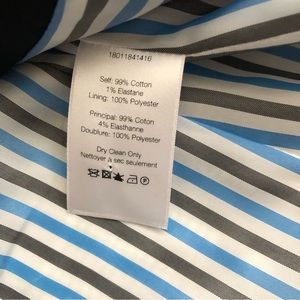 18011841416
Self: 99% Cotton
1% Elastane
Lining: 100% Polyester
Principal: 99% Coton
4% Elasthanne
Doublure: 100% Polyester
Dry Clean Only
Nettoyer à sec seulement